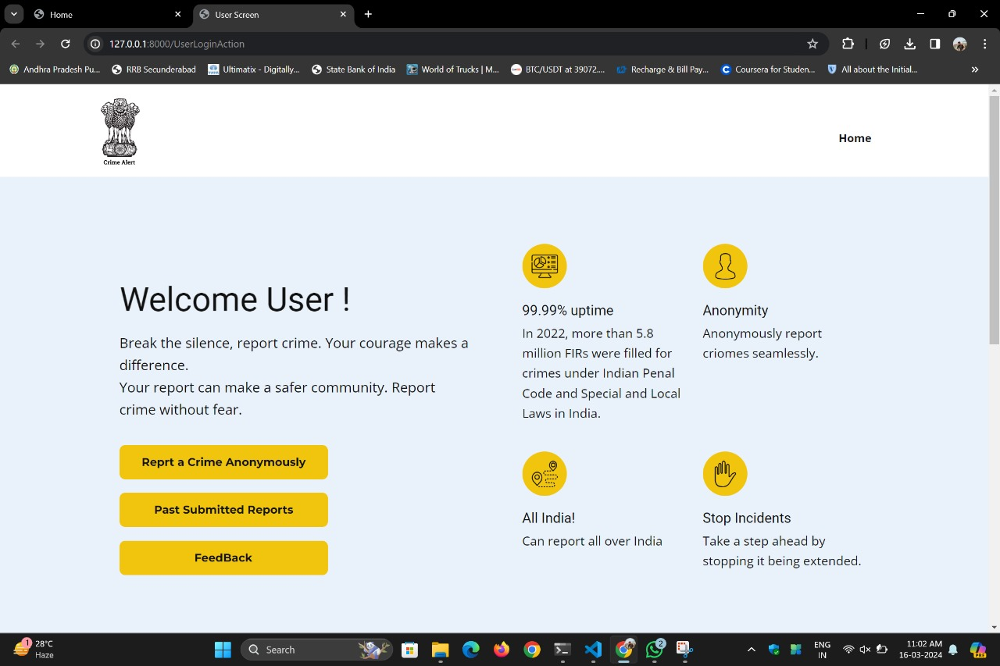 Home
User Screen
127.0.0.1:8000/UserLoginAction
Andhra Pradesh Pu...
RRB Secunderabad
Ultimatix - Digitally...
State Bank of India
World of Trucks | M...
BTC/USDT at 39072....
Recharge & Bill Pay...
Coursera for Studen...
All about the Initial...
Crime Alert
Home
Welcome User !
Break the silence, report crime. Your courage makes a
difference.
Your report can make a safer community. Report
crime without fear.
Reprt a Crime Anonymously
Past Submitted Reports
FeedBack
99.99% uptime
In 2022, more than 5.8
million FIRs were filled for
crimes under Indian Penal
Code and Special and Local
Laws in India.
Anonymity
Anonymously report
criomes seamlessly.
All India!
Can report all over India
Stop Incidents
Take a step ahead by
stopping it being extended.
1
28°C
Haze
Search
2
ENG
IN
11:02 AM
16-03-2024
PRE